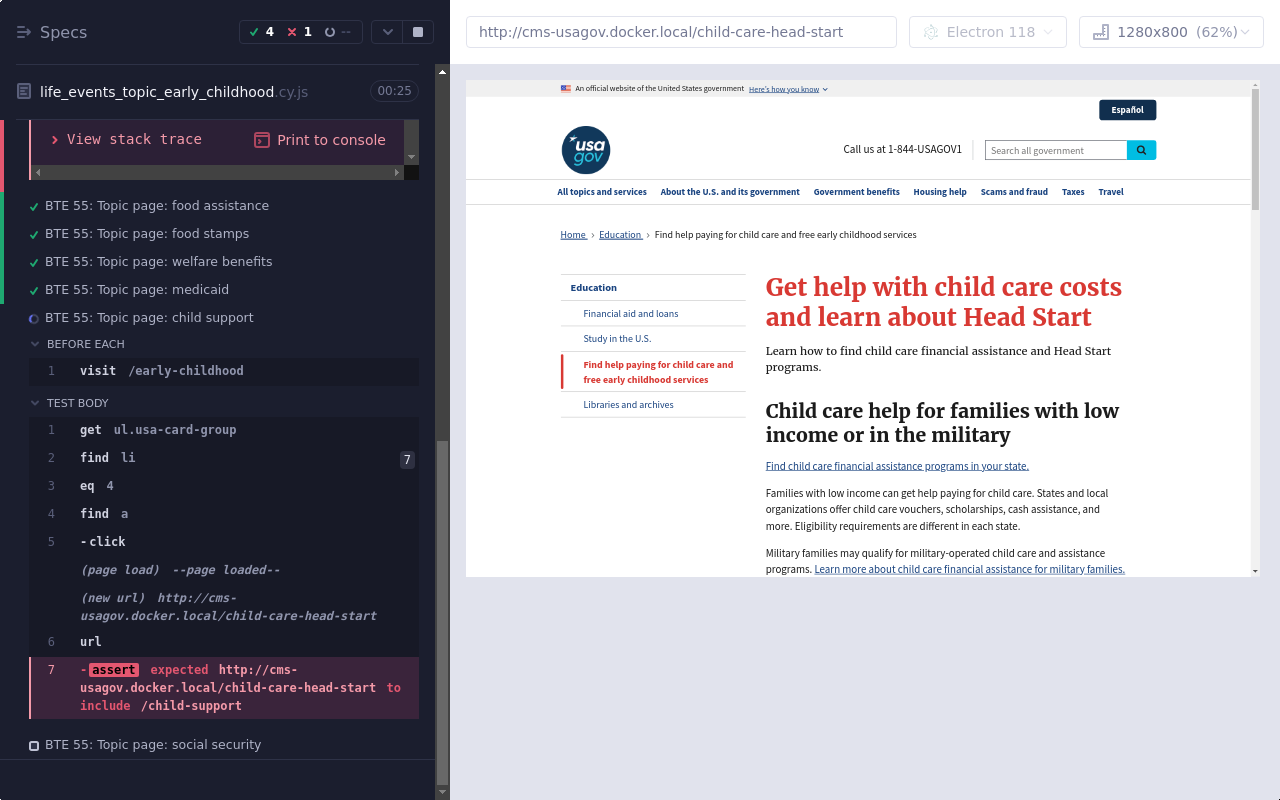 Specs
4
1
--
life_events_topic_early_childhood.cy.js
00:25
View stack trace
Print to console
BTE 55: Topic page: food assistance
BTE 55: Topic page: food stamps
BTE 55: Topic page: welfare benefits
BTE 55: Topic page: medicaid
BTE 55: Topic page: child support
BEFORE EACH
1 visit /early-childhood
TEST BODY
1 get ul.usa-card-group
2 find li 7
3 eq 4
4 find a
5 -click
(page load) --page loaded--
(new url) http://cms-
usagov.docker.local/child-care-head-start
6 url
7 -assert expected http://cms-
usagov.docker.local/child-care-head-start to
include /child-support
BTE 55: Topic page: social security
http://cms-usagov.docker.local/child-care-head-start
Electron 118
1280x800 (62%)
An official website of the United States government Here's how you know
Español
usa
gov
Call us at 1-844-USAGOV1
Search all government
All topics and services About the U.S. and its government Government benefits Housing help Scams and fraud Taxes Travel
Home › Education › Find help paying for child care and free early childhood services
Education
Financial aid and loans
Study in the U.S.
Find help paying for child care and
free early childhood services
Libraries and archives
Get help with child care costs
and learn about Head Start
Learn how to find child care financial assistance and Head Start
programs.
Child care help for families with low
income or in the military
Find child care financial assistance programs in your state.
Families with low income can get help paying for child care. States and local
organizations offer child care vouchers, scholarships, cash assistance, and
more. Eligibility requirements are different in each state.
Military families may qualify for military-operated child care and assistance
programs. Learn more about child care financial assistance for military families.